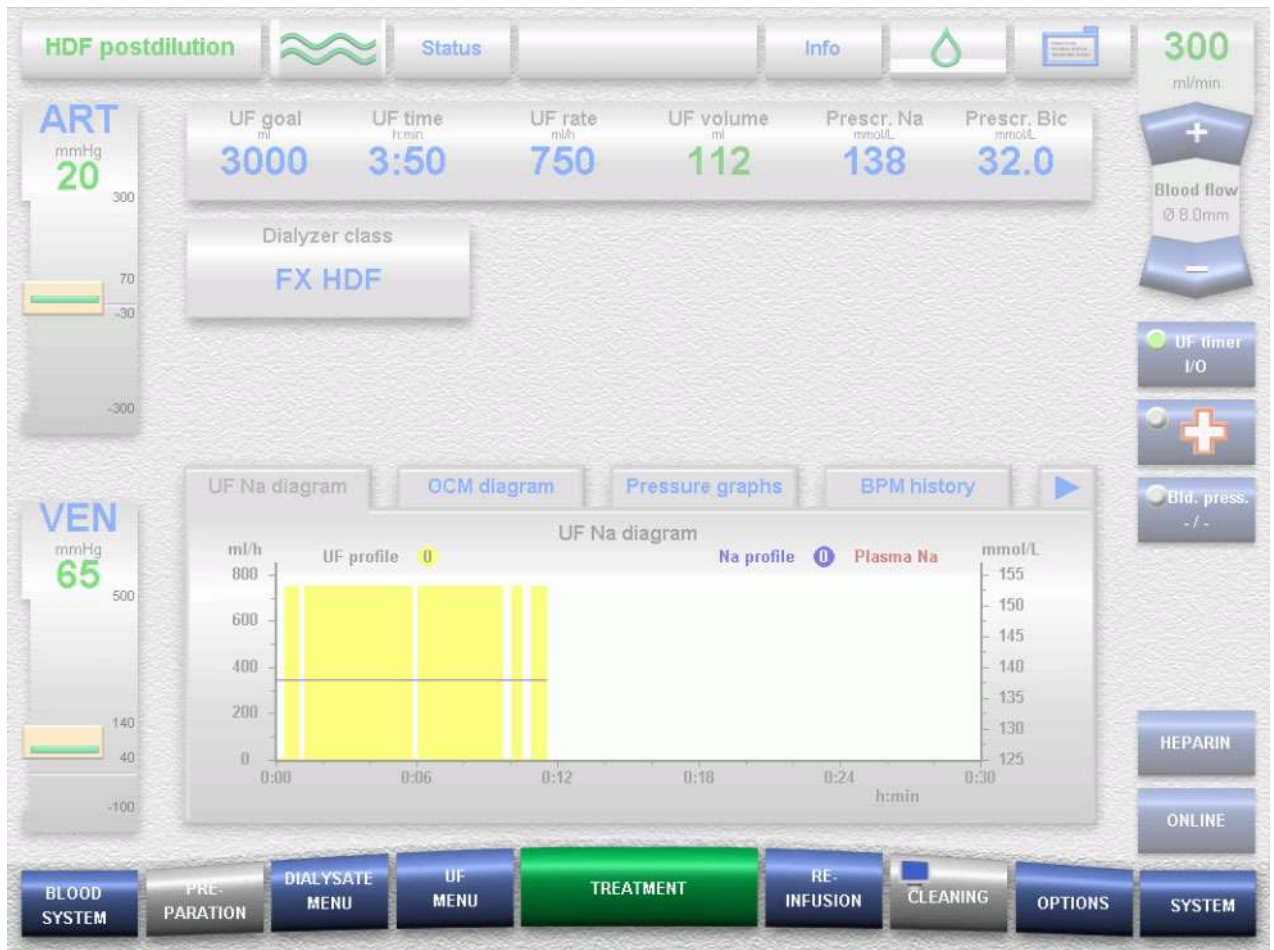 HDF postdilution
Status
Info
300
ml/min
ART
mmHg
20
300
70
-30
-300
UF goal UF time UF rate UF volume Prescr. Na Prescr. Bic
ml h:min ml/h ml mmol/L mmol/L
3000 3:50 750 112 138 32.0
+
Blood flow
Ø 8.0mm
−
Dialyzer class
FX HDF
UF timer
I/O
Bld. press.
- / -
VEN
mmHg
65
500
140
40
-100
UF Na diagram OCM diagram Pressure graphs BPM history
UF Na diagram
ml/h UF profile 0 Na profile 0 Plasma Na mmol/L
800 155
150
600
145
400 140
135
200
130
0 125
0:00 0:06 0:12 0:18 0:24 0:30
h:min
HEPARIN
ONLINE
BLOOD
SYSTEM
PRE-
PARATION
DIALYSATE
MENU
UF
MENU
TREATMENT
RE-
INFUSION
CLEANING
OPTIONS
SYSTEM